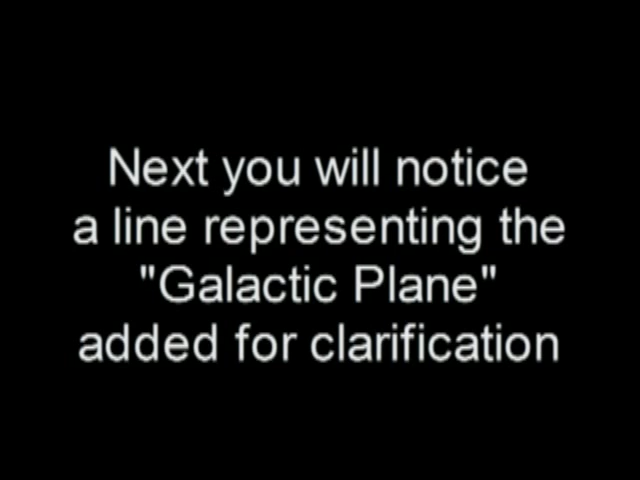 Next you will notice
a line representing the
"Galactic Plane"
added for clarification